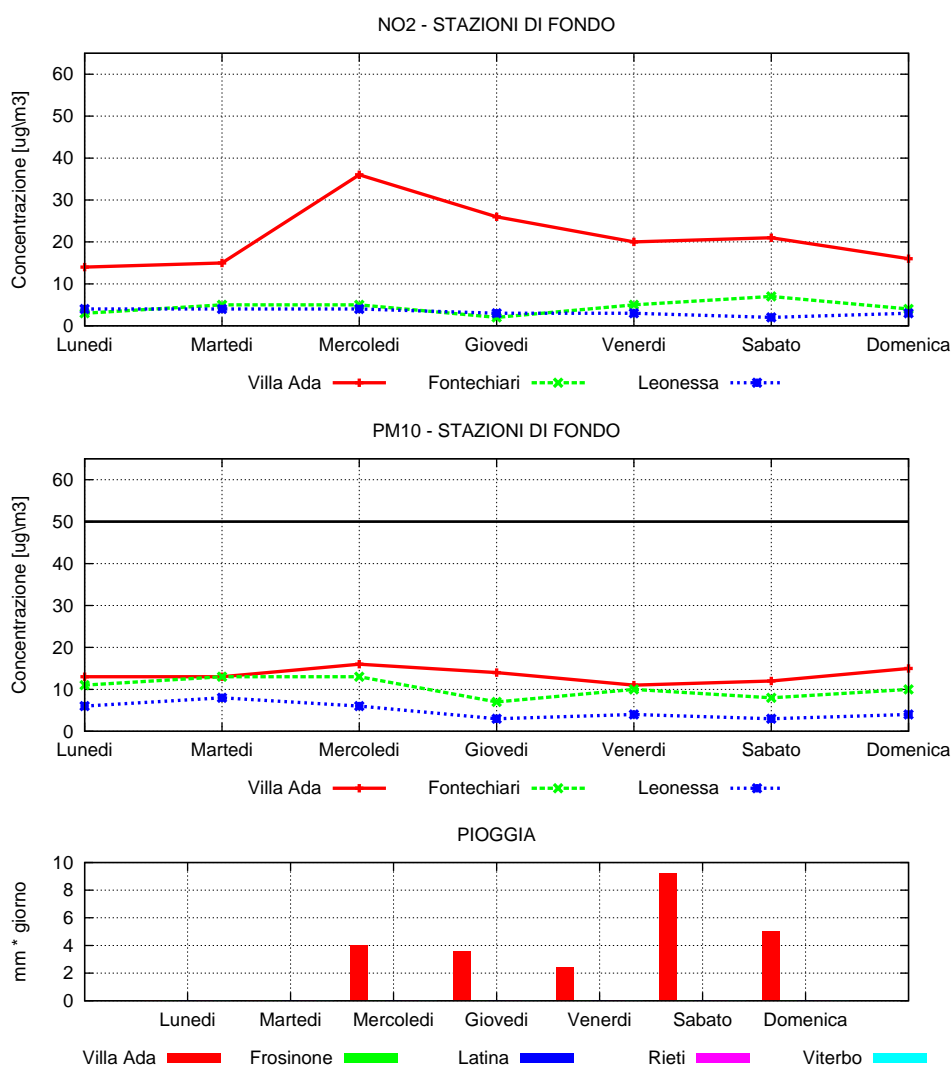 NO2 - STAZIONI DI FONDO
Concentrazione [ug\m3]
60
50
40
30
20
10
0
Lunedi Martedi Mercoledi Giovedi Venerdi Sabato Domenica
Villa Ada Fontechiari Leonessa
PM10 - STAZIONI DI FONDO
Concentrazione [ug\m3]
60
50
40
30
20
10
0
Lunedi Martedi Mercoledi Giovedi Venerdi Sabato Domenica
Villa Ada Fontechiari Leonessa
PIOGGIA
mm * giorno
10
8
6
4
2
0
Lunedi Martedi Mercoledi Giovedi Venerdi Sabato Domenica
Villa Ada Frosinone Latina Rieti Viterbo